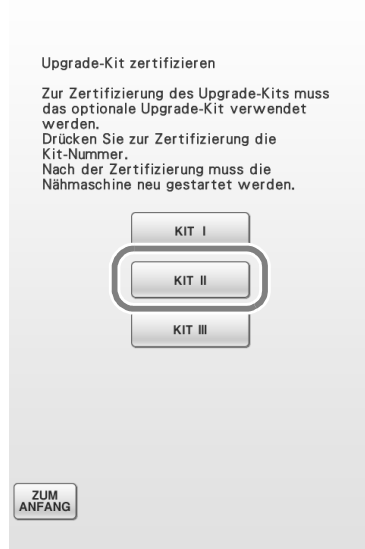 Upgrade-Kit zertifizieren
Zur Zertifizierung des Upgrade-Kits muss
das optionale Upgrade-Kit verwendet
werden.
Drücken Sie zur Zertifizierung die
Kit-Nummer.
Nach der Zertifizierung muss die
Nähmaschine neu gestartet werden.
KIT I
KIT II
KIT III
ZUM
ANFANG